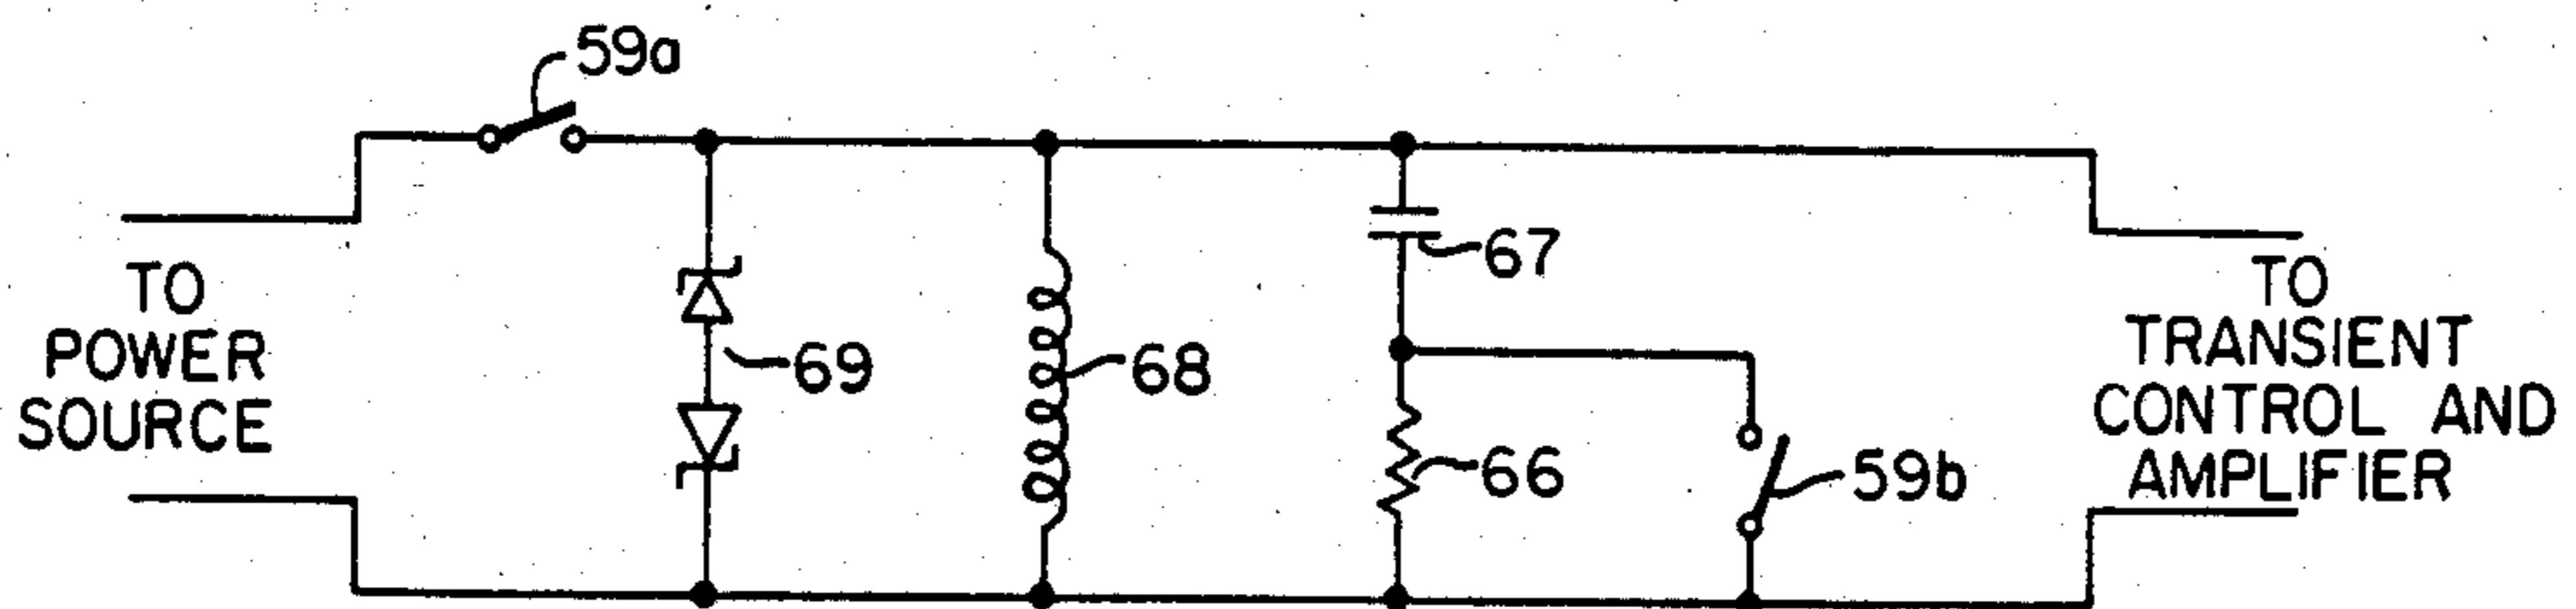 59a
TO
POWER
SOURCE
69
68
67
66
59b
TO
TRANSIENT
CONTROL AND
AMPLIFIER